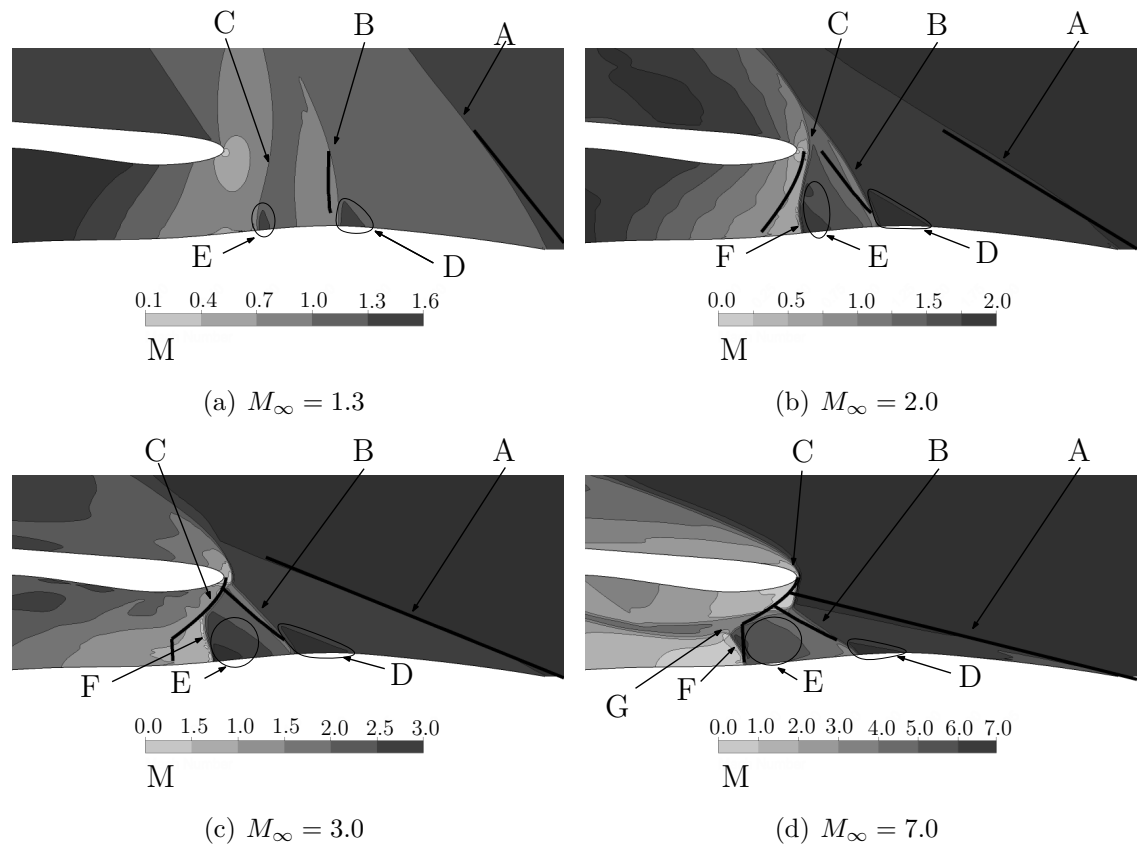 C B A
E D
0.1 0.4 0.7 1.0 1.3 1.6
M
(a) M∞ = 1.3
C B A
F E D
0.0 0.5 1.0 1.5 2.0
M
(b) M∞ = 2.0
C B A
F E D
0.0 1.5 1.0 1.5 2.0 2.5 3.0
M
(c) M∞ = 3.0
C B A
G F E D
0.0 1.0 2.0 3.0 4.0 5.0 6.0 7.0
M
(d) M∞ = 7.0